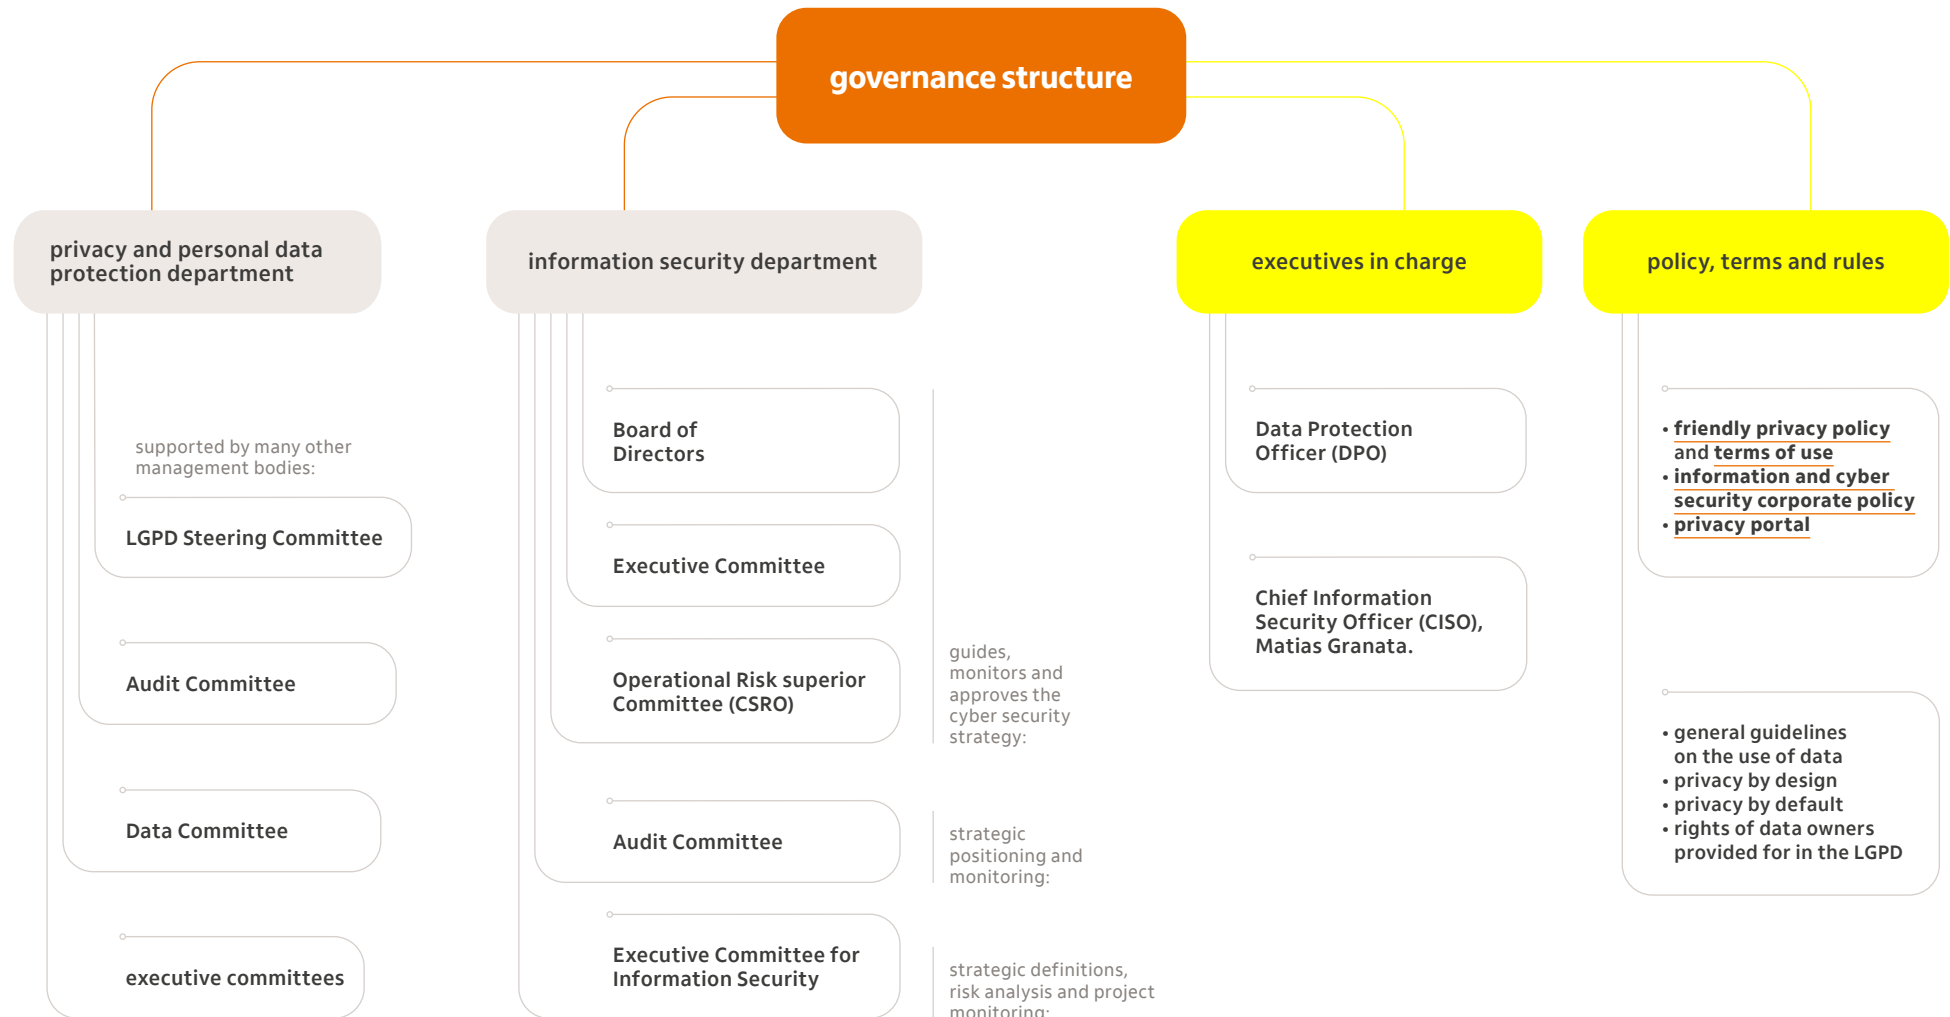 governance structure
privacy and personal data
protection department
supported by many other
management bodies:
LGPD Steering Committee
Audit Committee
Data Committee
executive committees
information security department
Board of
Directors
Executive Committee
Operational Risk superior
Committee (CSRO)
guides,
monitors and
approves the
cyber security
strategy:
Audit Committee
strategic
positioning and
monitoring:
Executive Committee for
Information Security
strategic definitions,
risk analysis and project
monitoring:
executives in charge
Data Protection
Officer (DPO)
Chief Information
Security Officer (CISO),
Matias Granata.
policy, terms and rules
• friendly privacy policy
and terms of use
• information and cyber
security corporate policy
• privacy portal
• general guidelines
on the use of data
• privacy by design
• privacy by default
• rights of data owners
provided for in the LGPD